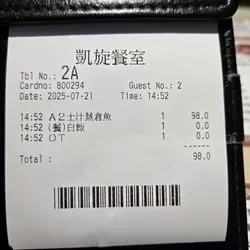 凱旋餐室
Tbl No.: 2A
Cardno: 800294 Guest No.: 2
Date: 2025-07-21 Time: 14:52
14:52 A2士汁蒸倉魚 1 98.0
14:52 (餐)白飯 1 0.0
14:52 OT 1 0.0
Total : 98.0